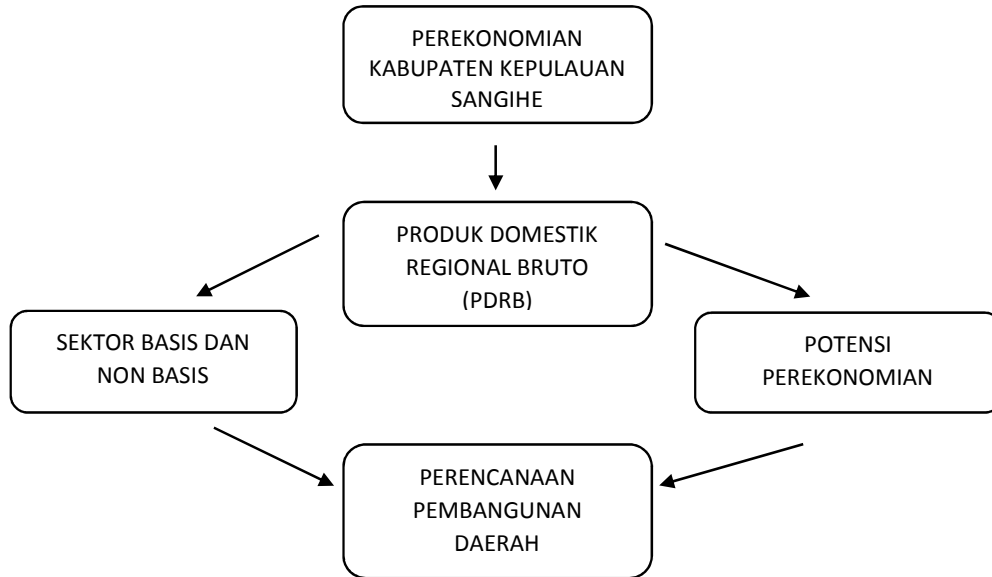 PEREKONOMIAN
KABUPATEN KEPULAUAN
SANGIHE
PRODUK DOMESTIK
REGIONAL BRUTO
(PDRB)
SEKTOR BASIS DAN
NON BASIS
POTENSI
PEREKONOMIAN
PERENCANAAN
PEMBANGUNAN
DAERAH